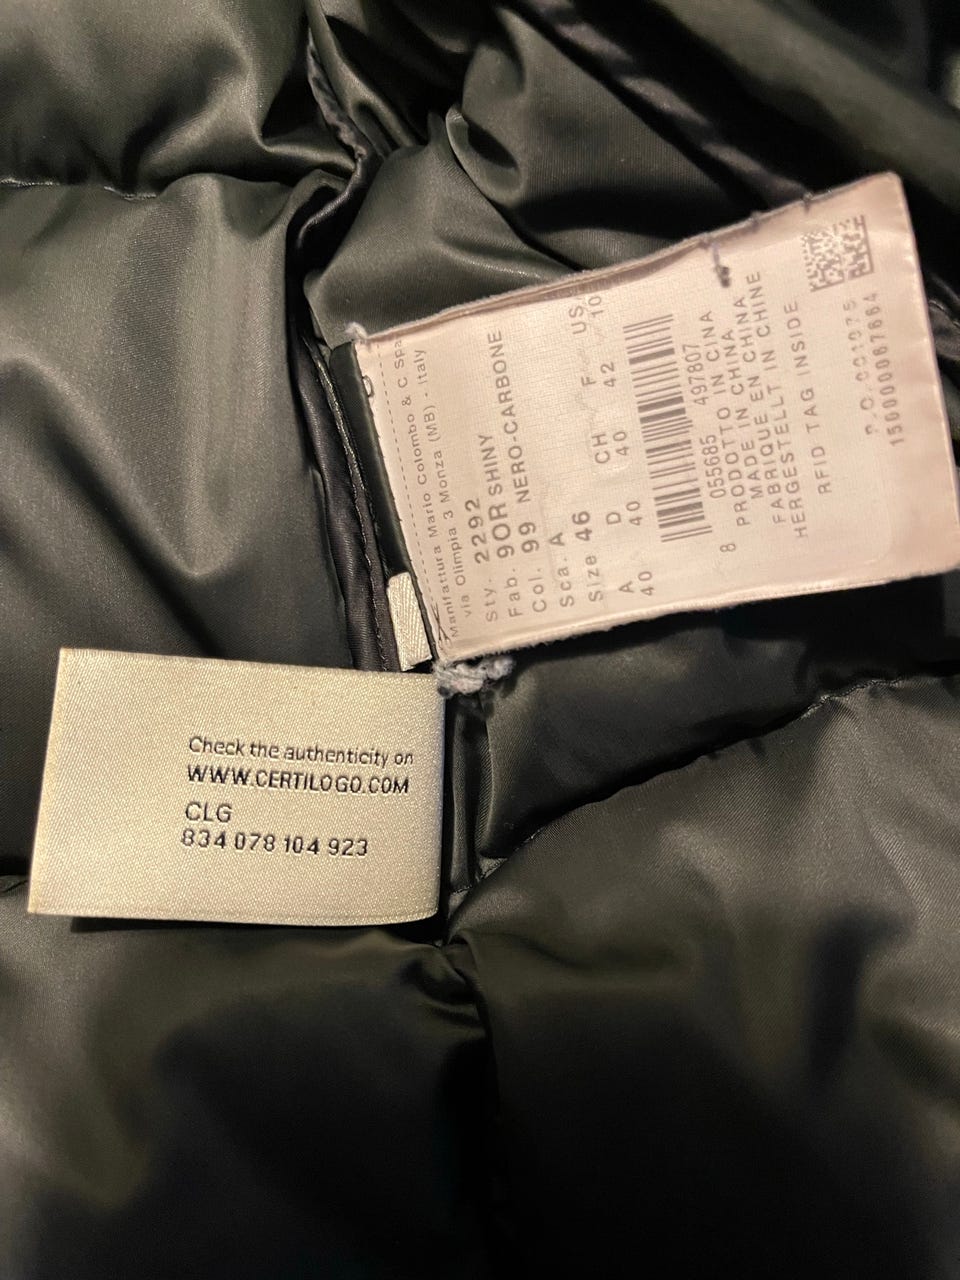 Manifattura Mario Colombo & C Spa
via Olimpia 3 Monza (MB) - Italy
Sty. 2292
Fab. 9OR SHINY
Col. 99 NERO-CARBONE
Sca. A
Size 46
A D CH F US
40 40 40 42 10
8 055685 497807
PRODOTTO IN CINA
MADE IN CHINA
FABRIQUE EN CHINE
HERGESTELLT IN CHINE
RFID TAG INSIDE
150000067664
Check the authenticity on
WWW.CERTILOGO.COM
CLG
834 078 104 923